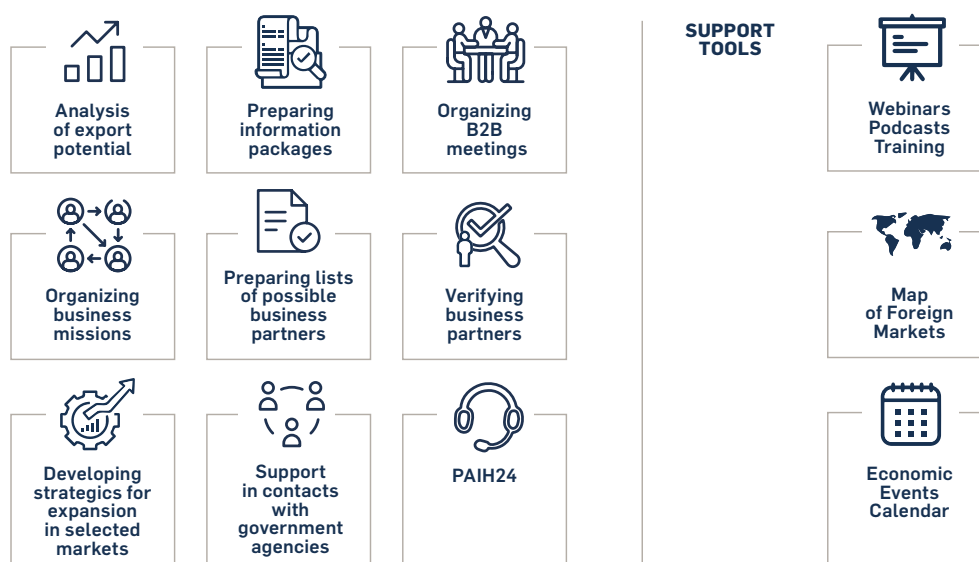 Analysis
of export
potential
Preparing
information
packages
Organizing
B2B
meetings
Organizing
business
missions
Preparing lists
of possible
business
partners
Verifying
business
partners
Developing
strategics for
expansion
in selected
markets
Support
in contacts
with
government
agencies
PAIH24
SUPPORT
TOOLS
Webinars
Podcasts
Training
Map
of Foreign
Markets
Economic
Events
Calendar